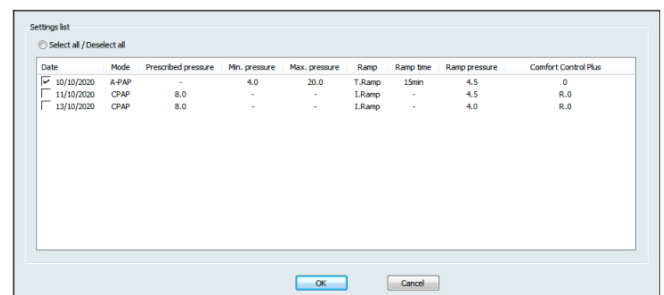 Settings list
Select all / Deselect all
Date Mode Prescribed pressure Min. pressure Max. pressure Ramp Ramp time Ramp pressure Comfort Control Plus
10/10/2020 A-PAP - 4.0 20.0 T.Ramp 15min 4.5 0
11/10/2020 CPAP 8.0 - - I.Ramp - 4.5 R.0
13/10/2020 CPAP 8.0 - - I.Ramp - 4.0 R.0
OK Cancel